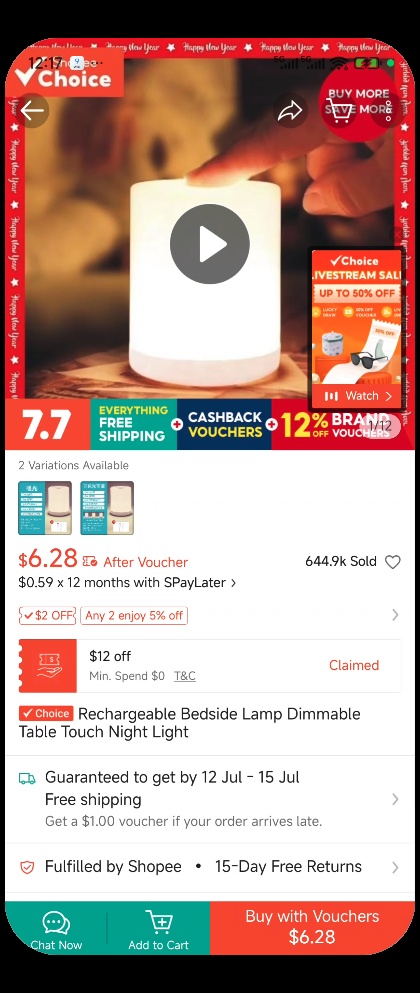 Happy New Year Happy New Year Happy New Year Happy New Year
12:17
Choice
BUY MORE
SAVE MORE
Choice
LIVESTREAM SALE
UP TO 50% OFF
Watch
7.7
EVERYTHING
FREE
SHIPPING
+
CASHBACK
VOUCHERS
+
12% OFF
BRAND
VOUCHERS
1/12
2 Variations Available
$6.28 After Voucher
644.9k Sold
$0.59 x 12 months with SPayLater >
$2 OFF
Any 2 enjoy 5% off
$12 off
Min. Spend $0 T&C
Claimed
Choice Rechargeable Bedside Lamp Dimmable
Table Touch Night Light
Guaranteed to get by 12 Jul - 15 Jul
Free shipping
Get a $1.00 voucher if your order arrives late.
Fulfilled by Shopee • 15-Day Free Returns
Chat Now
Add to Cart
Buy with Vouchers
$6.28